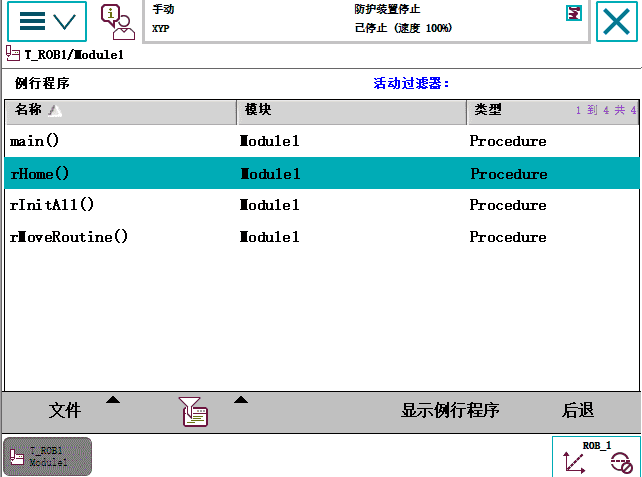 手动
防护装置停止
XYP
已停止 (速度 100%)
T_ROB1/Module1
例行程序
活动过滤器:
名称
模块
类型
1 到 4 共 4
main()
Module1
Procedure
rHome()
Module1
Procedure
rInitAll()
Module1
Procedure
rMoveRoutine()
Module1
Procedure
文件
显示例行程序
后退
T_ROB1
Module1
ROB_1